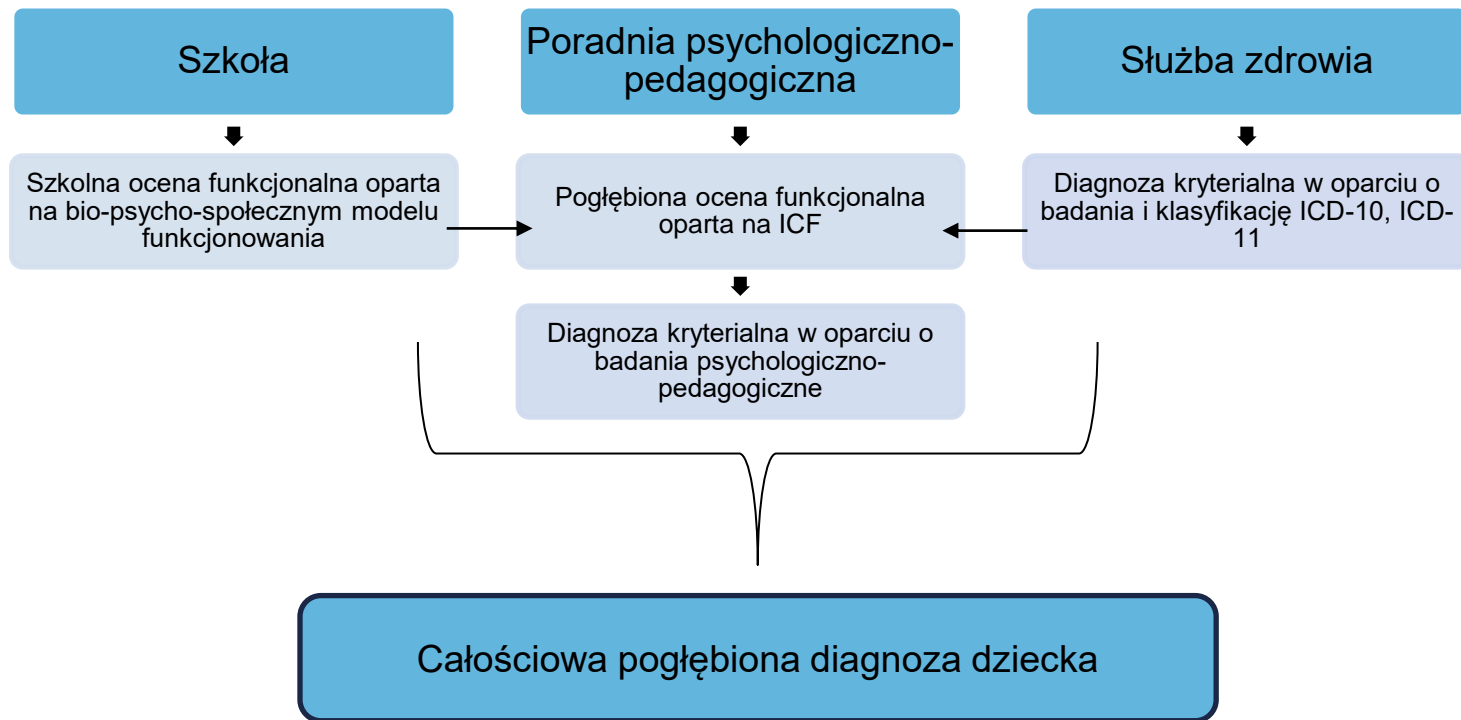 Szkoła
Poradnia psychologiczno-
pedagogiczna
Służba zdrowia
Szkolna ocena funkcjonalna oparta
na bio-psycho-społecznym modelu
funkcjonowania
Pogłębiona ocena funkcjonalna
oparta na ICF
Diagnoza kryterialna w oparciu o
badania i klasyfikację ICD-10, ICD-
11
Diagnoza kryterialna w oparciu o
badania psychologiczno-
pedagogiczne
Całościowa pogłębiona diagnoza dziecka